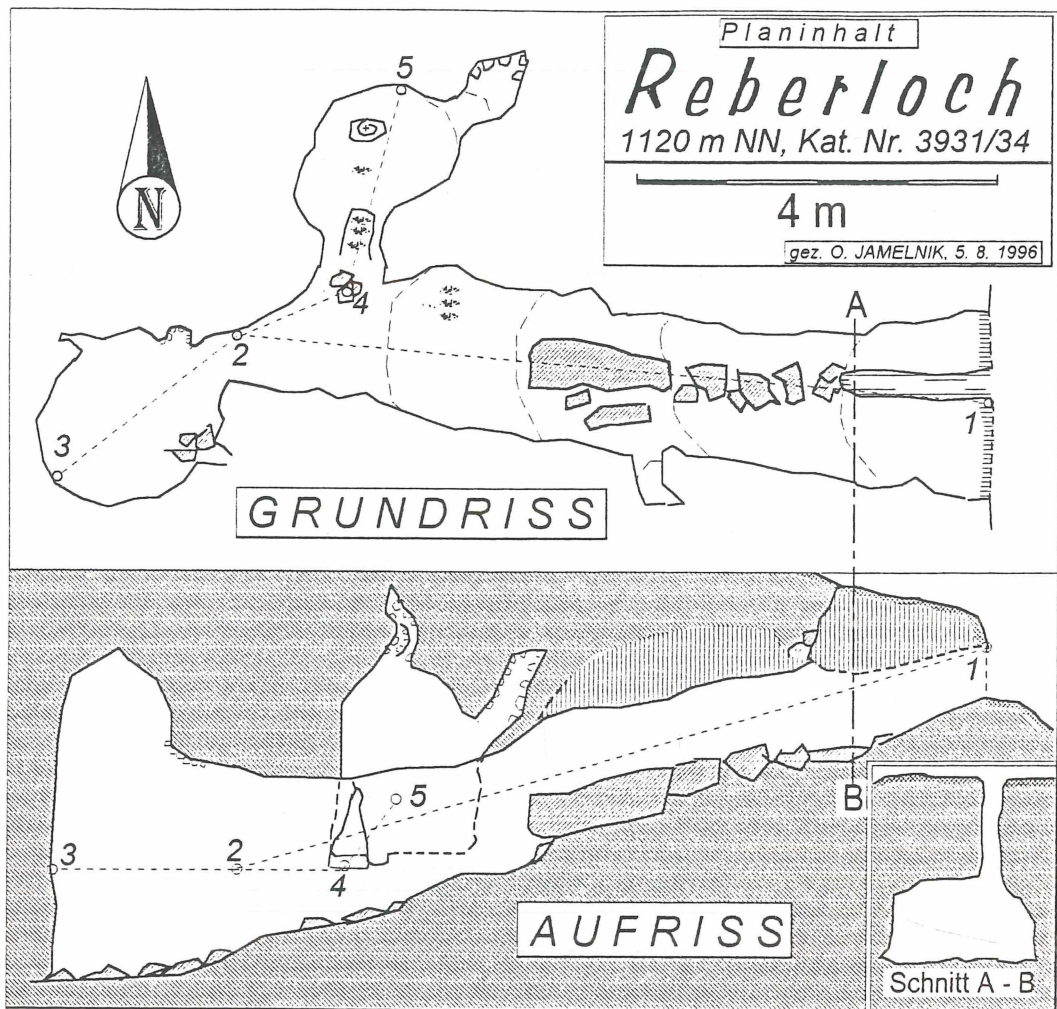 Planinhalt
Reberloch
1120 m NN, Kat. Nr. 3931/34
4 m
gez. O. JAMELNIK, 5. 8. 1996
N
5
4
2
3
A
1
GRUNDRISS
1
B
5
3
2
4
AUFRISS
Schnitt A - B